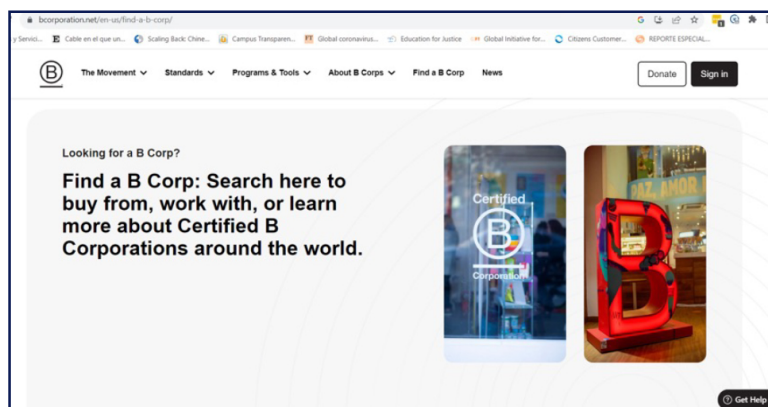 bcorporation.net/en-us/find-a-b-corp/
y Servici... Cable en el que un... Scaling Back: Chine... Campus Transparen... Global coronavirus... Education for Justice Global Initiative for... Citizens Customer... REPORTE ESPECIAL...
B The Movement Standards Programs & Tools About B Corps Find a B Corp News Donate Sign in
Looking for a B Corp?
Find a B Corp: Search here to
buy from, work with, or learn
more about Certified B
Corporations around the world.
Certified
B
Corporation
PAZ, AMOR
B
Get Help